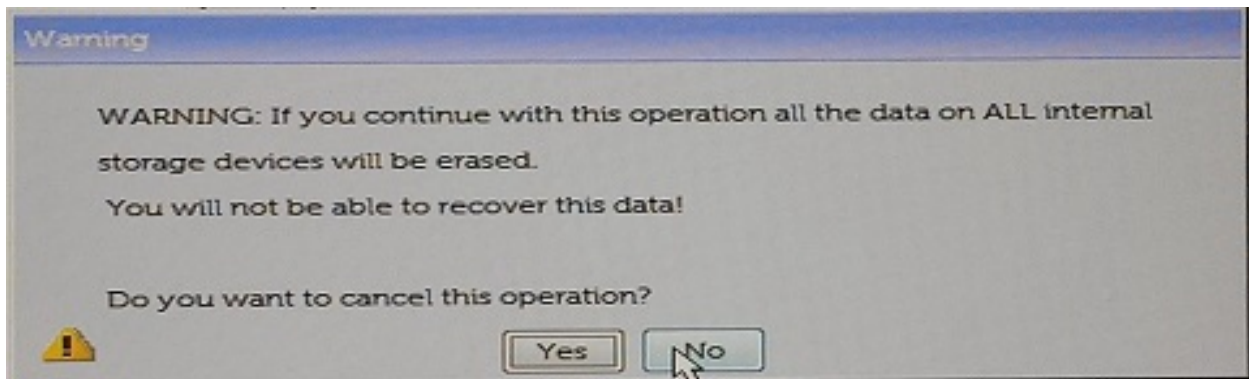 Warning
WARNING: If you continue with this operation all the data on ALL internal
storage devices will be erased.
You will not be able to recover this data!
Do you want to cancel this operation?
Yes No